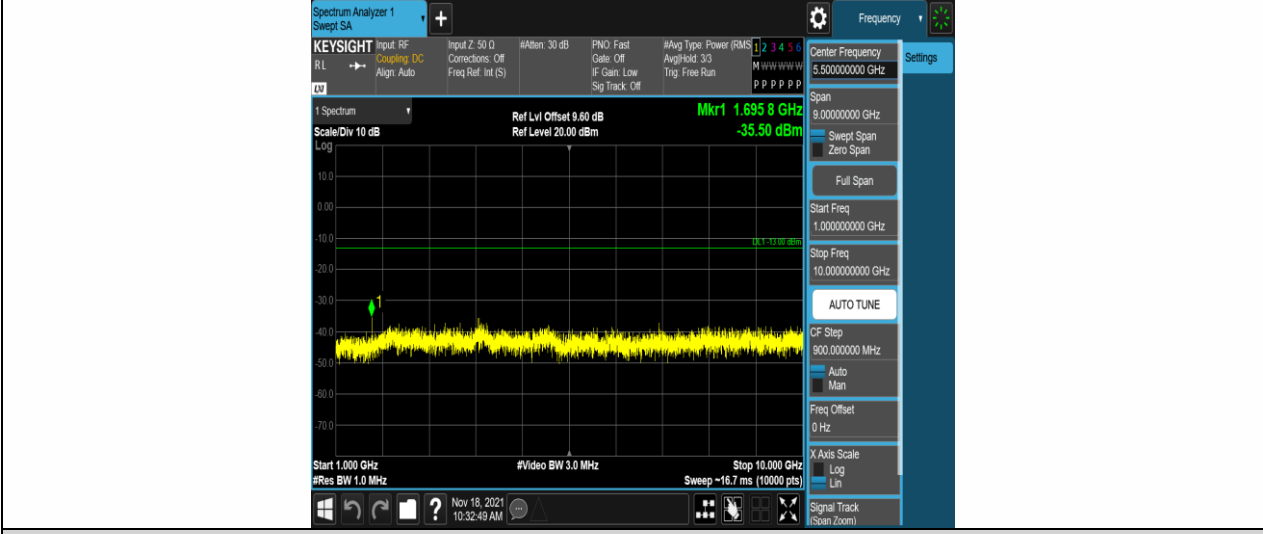 Spectrum Analyzer 1
Swept SA
+
Frequency
KEYSIGHT
RL
LXI
Input: RF
Coupling: DC
Align: Auto
Input Z: 50 Ω
Corrections: Off
Freq Ref: Int (S)
#Atten: 30 dB
PNO: Fast
Gate: Off
IF Gain: Low
Sig Track: Off
#Avg Type: Power (RMS
Avg|Hold: 3/3
Trig: Free Run
1 2 3 4 5 6
M W W W W W
P P P P P P
1 Spectrum
Scale/Div 10 dB
Log
Ref Lvl Offset 9.60 dB
Ref Level 20.00 dBm
Mkr1 1.695 8 GHz
-35.50 dBm
10.0
0.00
-10.0
DL1 -13.00 dBm
-20.0
-30.0
1
-40.0
-50.0
-60.0
-70.0
Start 1.000 GHz
#Res BW 1.0 MHz
#Video BW 3.0 MHz
Stop 10.000 GHz
Sweep ~16.7 ms (10000 pts)
?
Nov 18, 2021
10:32:49 AM
Center Frequency
5.500000000 GHz
Settings
Span
9.00000000 GHz
Swept Span
Zero Span
Full Span
Start Freq
1.000000000 GHz
Stop Freq
10.000000000 GHz
AUTO TUNE
CF Step
900.000000 MHz
Auto
Man
Freq Offset
0 Hz
X Axis Scale
Log
Lin
Signal Track
(Span Zoom)